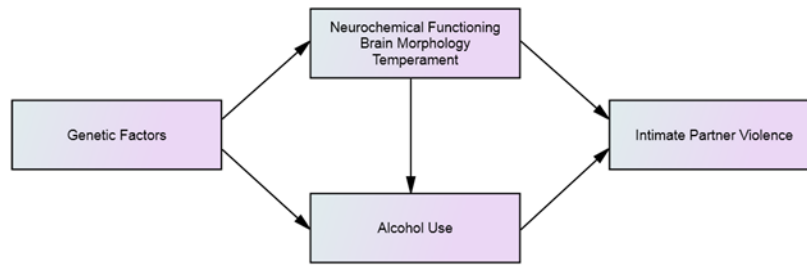 Neurochemical Functioning
Brain Morphology
Temperament
Genetic Factors
Intimate Partner Violence
Alcohol Use